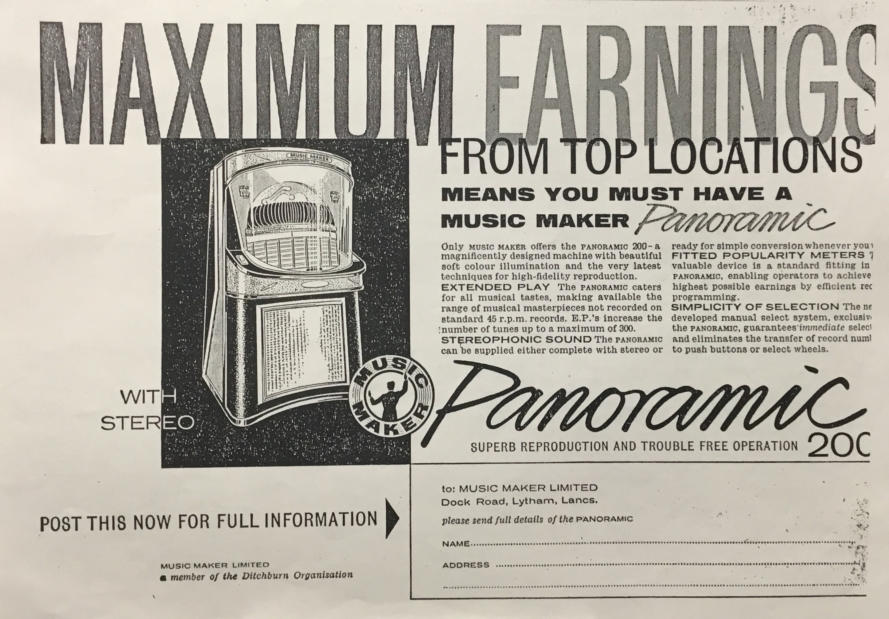 MAXIMUM EARNINGS
FROM TOP LOCATIONS
MEANS YOU MUST HAVE A
MUSIC MAKER Panoramic
MUSIC MAKER
Only MUSIC MAKER offers the PANORAMIC 200-a
magnificently designed machine with beautiful
soft colour illumination and the very latest
techniques for high-fidelity reproduction.
EXTENDED PLAY The PANORAMIC caters
for all musical tastes, making available the
range of musical masterpieces not recorded on
standard 45 r.p.m. records. E.P.'s increase the
number of tunes up to a maximum of 300.
STEREOPHONIC SOUND The PANORAMIC
can be supplied either complete with stereo or
ready for simple conversion whenever you
FITTED POPULARITY METERS
valuable device is a standard fitting in
PANORAMIC, enabling operators to achieve
highest possible earnings by efficient rec
programming.
SIMPLICITY OF SELECTION The ne
developed manual select system, exclusiv
the PANORAMIC, guarantees immediate select
and eliminates the transfer of record numb
to push buttons or select wheels.
WITH
STEREO
MUSIC
MAKER
Panoramic
SUPERB REPRODUCTION AND TROUBLE FREE OPERATION 200
POST THIS NOW FOR FULL INFORMATION
MUSIC MAKER LIMITED
a member of the Ditchburn Organisation
to: MUSIC MAKER LIMITED
Dock Road, Lytham, Lancs.
please send full details of the PANORAMIC
NAME
ADDRESS